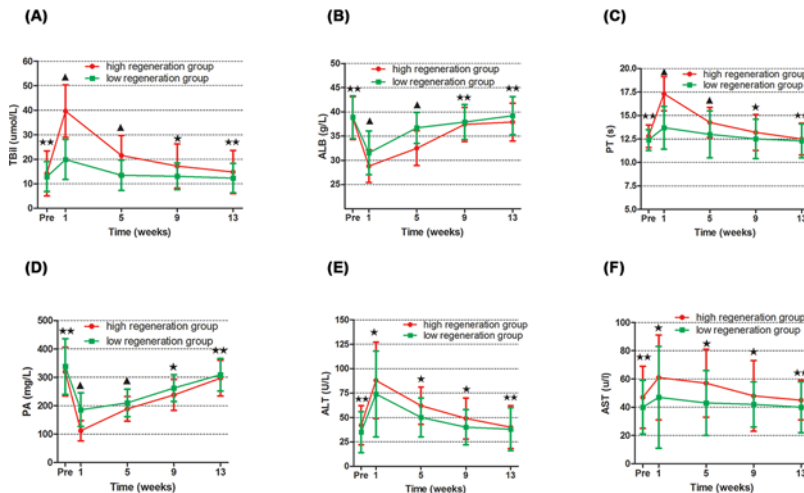 (A)
high regeneration group
low regeneration group
TBil (umol/L)
60
50
40
30
20
10
0
Pre 1 5 9 13
Time (weeks)
(B)
high regeneration group
low regeneration group
ALB (g/L)
50
45
40
35
30
25
Pre 1 5 9 13
Time (weeks)
(C)
high regeneration group
low regeneration group
PT (s)
20.0
17.5
15.0
12.5
10.0
7.5
5.0
Pre 1 5 9 13
Time (weeks)
(D)
high regeneration group
low regeneration group
PA (mg/L)
500
400
300
200
100
0
Pre 1 5 9 13
Time (weeks)
(E)
high regeneration group
low regeneration group
ALT (U/L)
150
125
100
75
50
25
0
Pre 1 5 9 13
Time (weeks)
(F)
high regeneration group
low regeneration group
AST (u/l)
100
80
60
40
20
0
Pre 1 5 9 13
Time (weeks)